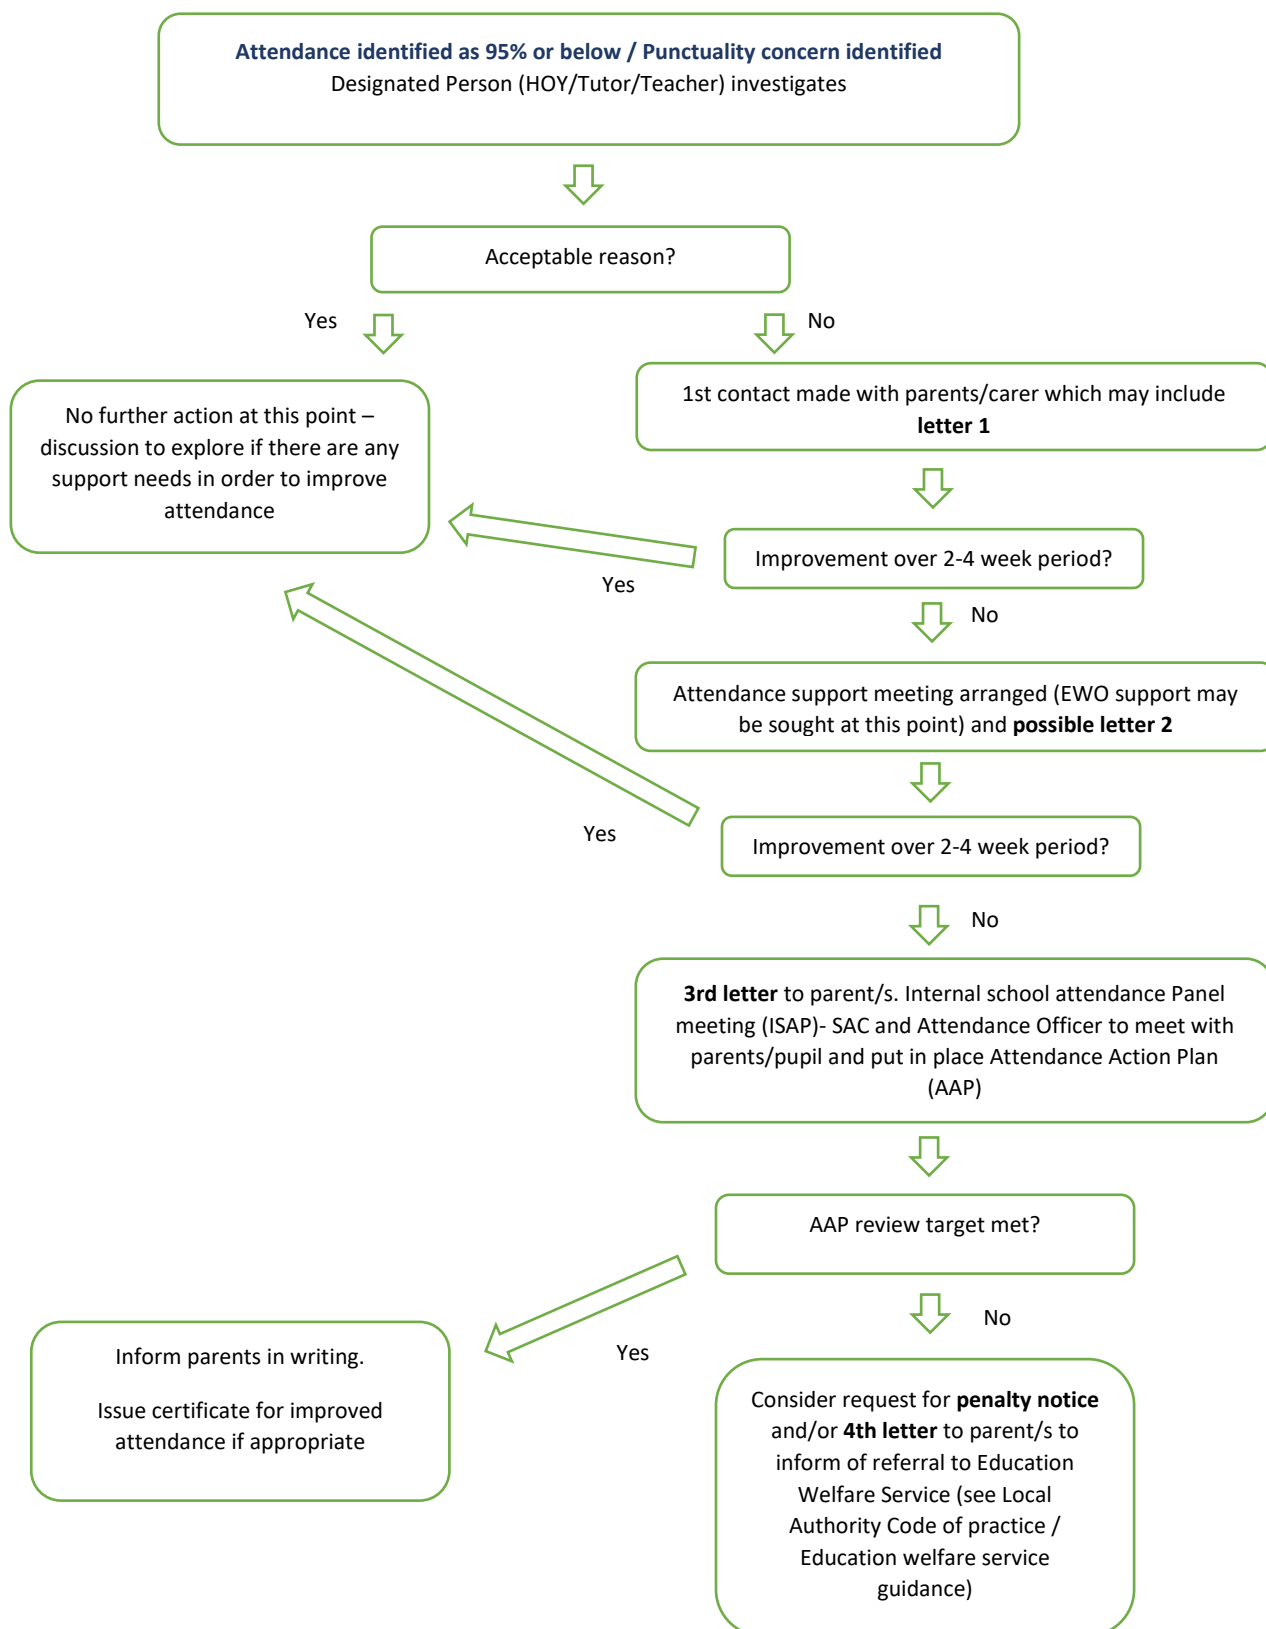 Attendance identified as 95% or below / Punctuality concern identified
Designated Person (HOY/Tutor/Teacher) investigates
Acceptable reason?
Yes
No
No further action at this point –
discussion to explore if there are any
support needs in order to improve
attendance
1st contact made with parents/carer which may include
letter 1
Improvement over 2-4 week period?
Yes
No
Attendance support meeting arranged (EWO support may
be sought at this point) and possible letter 2
Improvement over 2-4 week period?
Yes
No
3rd letter to parent/s. Internal school attendance Panel
meeting (ISAP)- SAC and Attendance Officer to meet with
parents/pupil and put in place Attendance Action Plan
(AAP)
AAP review target met?
Yes
No
Inform parents in writing.
Issue certificate for improved
attendance if appropriate
Consider request for penalty notice
and/or 4th letter to parent/s to
inform of referral to Education
Welfare Service (see Local
Authority Code of practice /
Education welfare service
guidance)